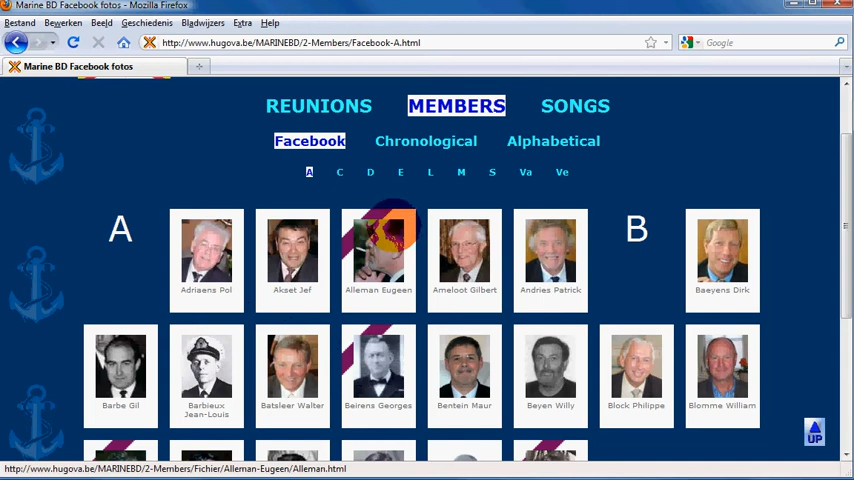 Marine BD Facebook fotos - Mozilla Firefox
Bestand Bewerken Beeld Geschiedenis Bladwijzers Extra Help
http://www.hugova.be/MARINEBD/2-Members/Facebook-A.html
Google
Marine BD Facebook fotos
REUNIONS MEMBERS SONGS
Facebook Chronological Alphabetical
A C D E L M S Va Ve
A B
Adriaens Pol Akset Jef Alleman Eugeen Ameloot Gilbert Andries Patrick Baeyens Dirk
Barbe Gil Barbieux Batsleer Walter Beirens Georges Bentein Maur Beyen Willy Block Philippe Blomme William
Jean-Louis
UP
http://www.hugova.be/MARINEBD/2-Members/Fichier/Alleman-Eugeen/Alleman.html